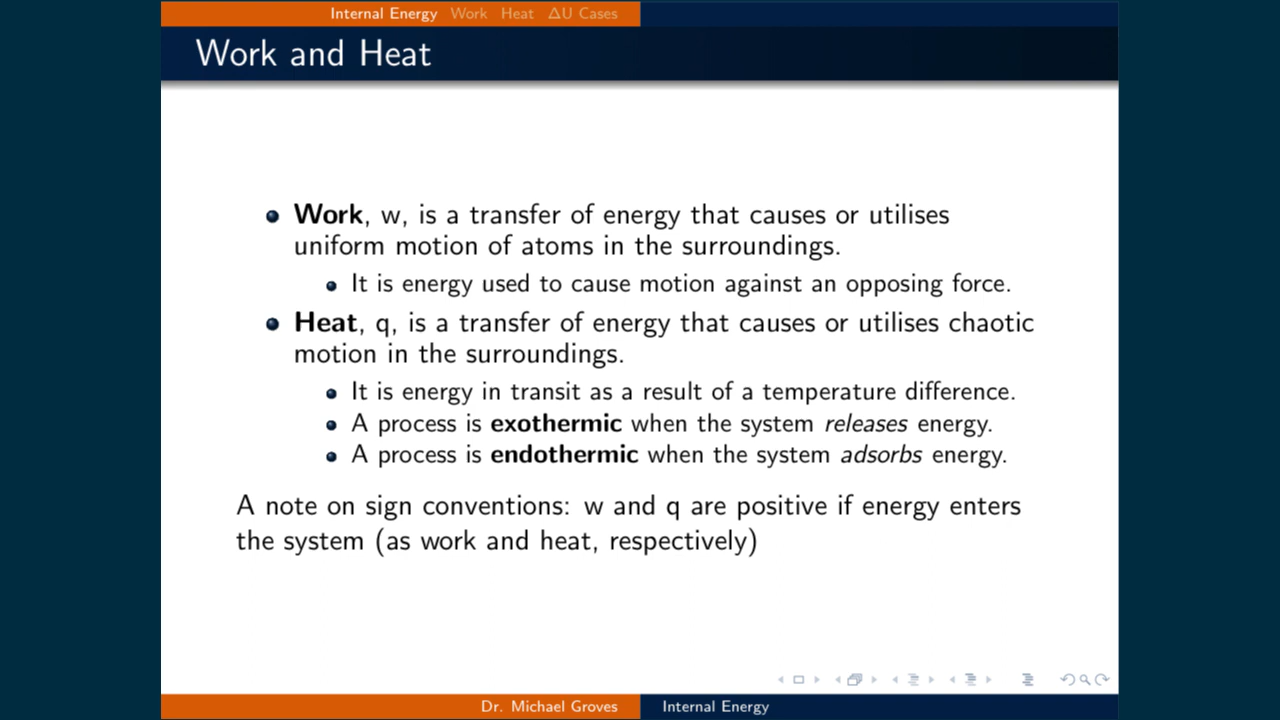 Internal Energy Work Heat ΔU Cases
Work and Heat
Work, w, is a transfer of energy that causes or utilises
uniform motion of atoms in the surroundings.
It is energy used to cause motion against an opposing force.
Heat, q, is a transfer of energy that causes or utilises chaotic
motion in the surroundings.
It is energy in transit as a result of a temperature difference.
A process is exothermic when the system releases energy.
A process is endothermic when the system adsorbs energy.
A note on sign conventions: w and q are positive if energy enters
the system (as work and heat, respectively)
Dr. Michael Groves Internal Energy